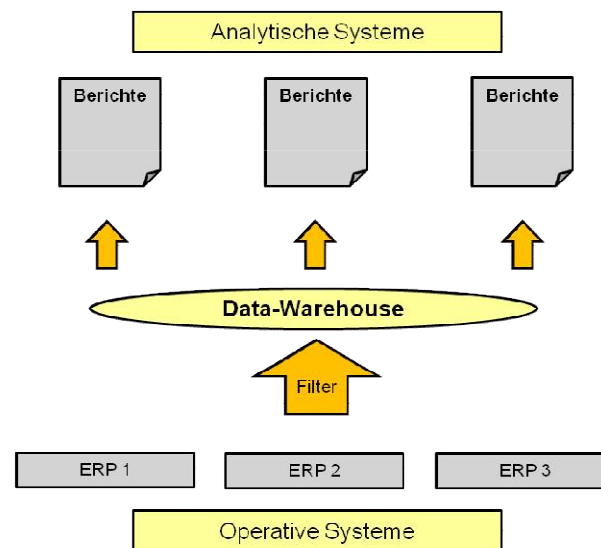 Analytische Systeme
Berichte
Berichte
Berichte
Data-Warehouse
Filter
ERP 1
ERP 2
ERP 3
Operative Systeme